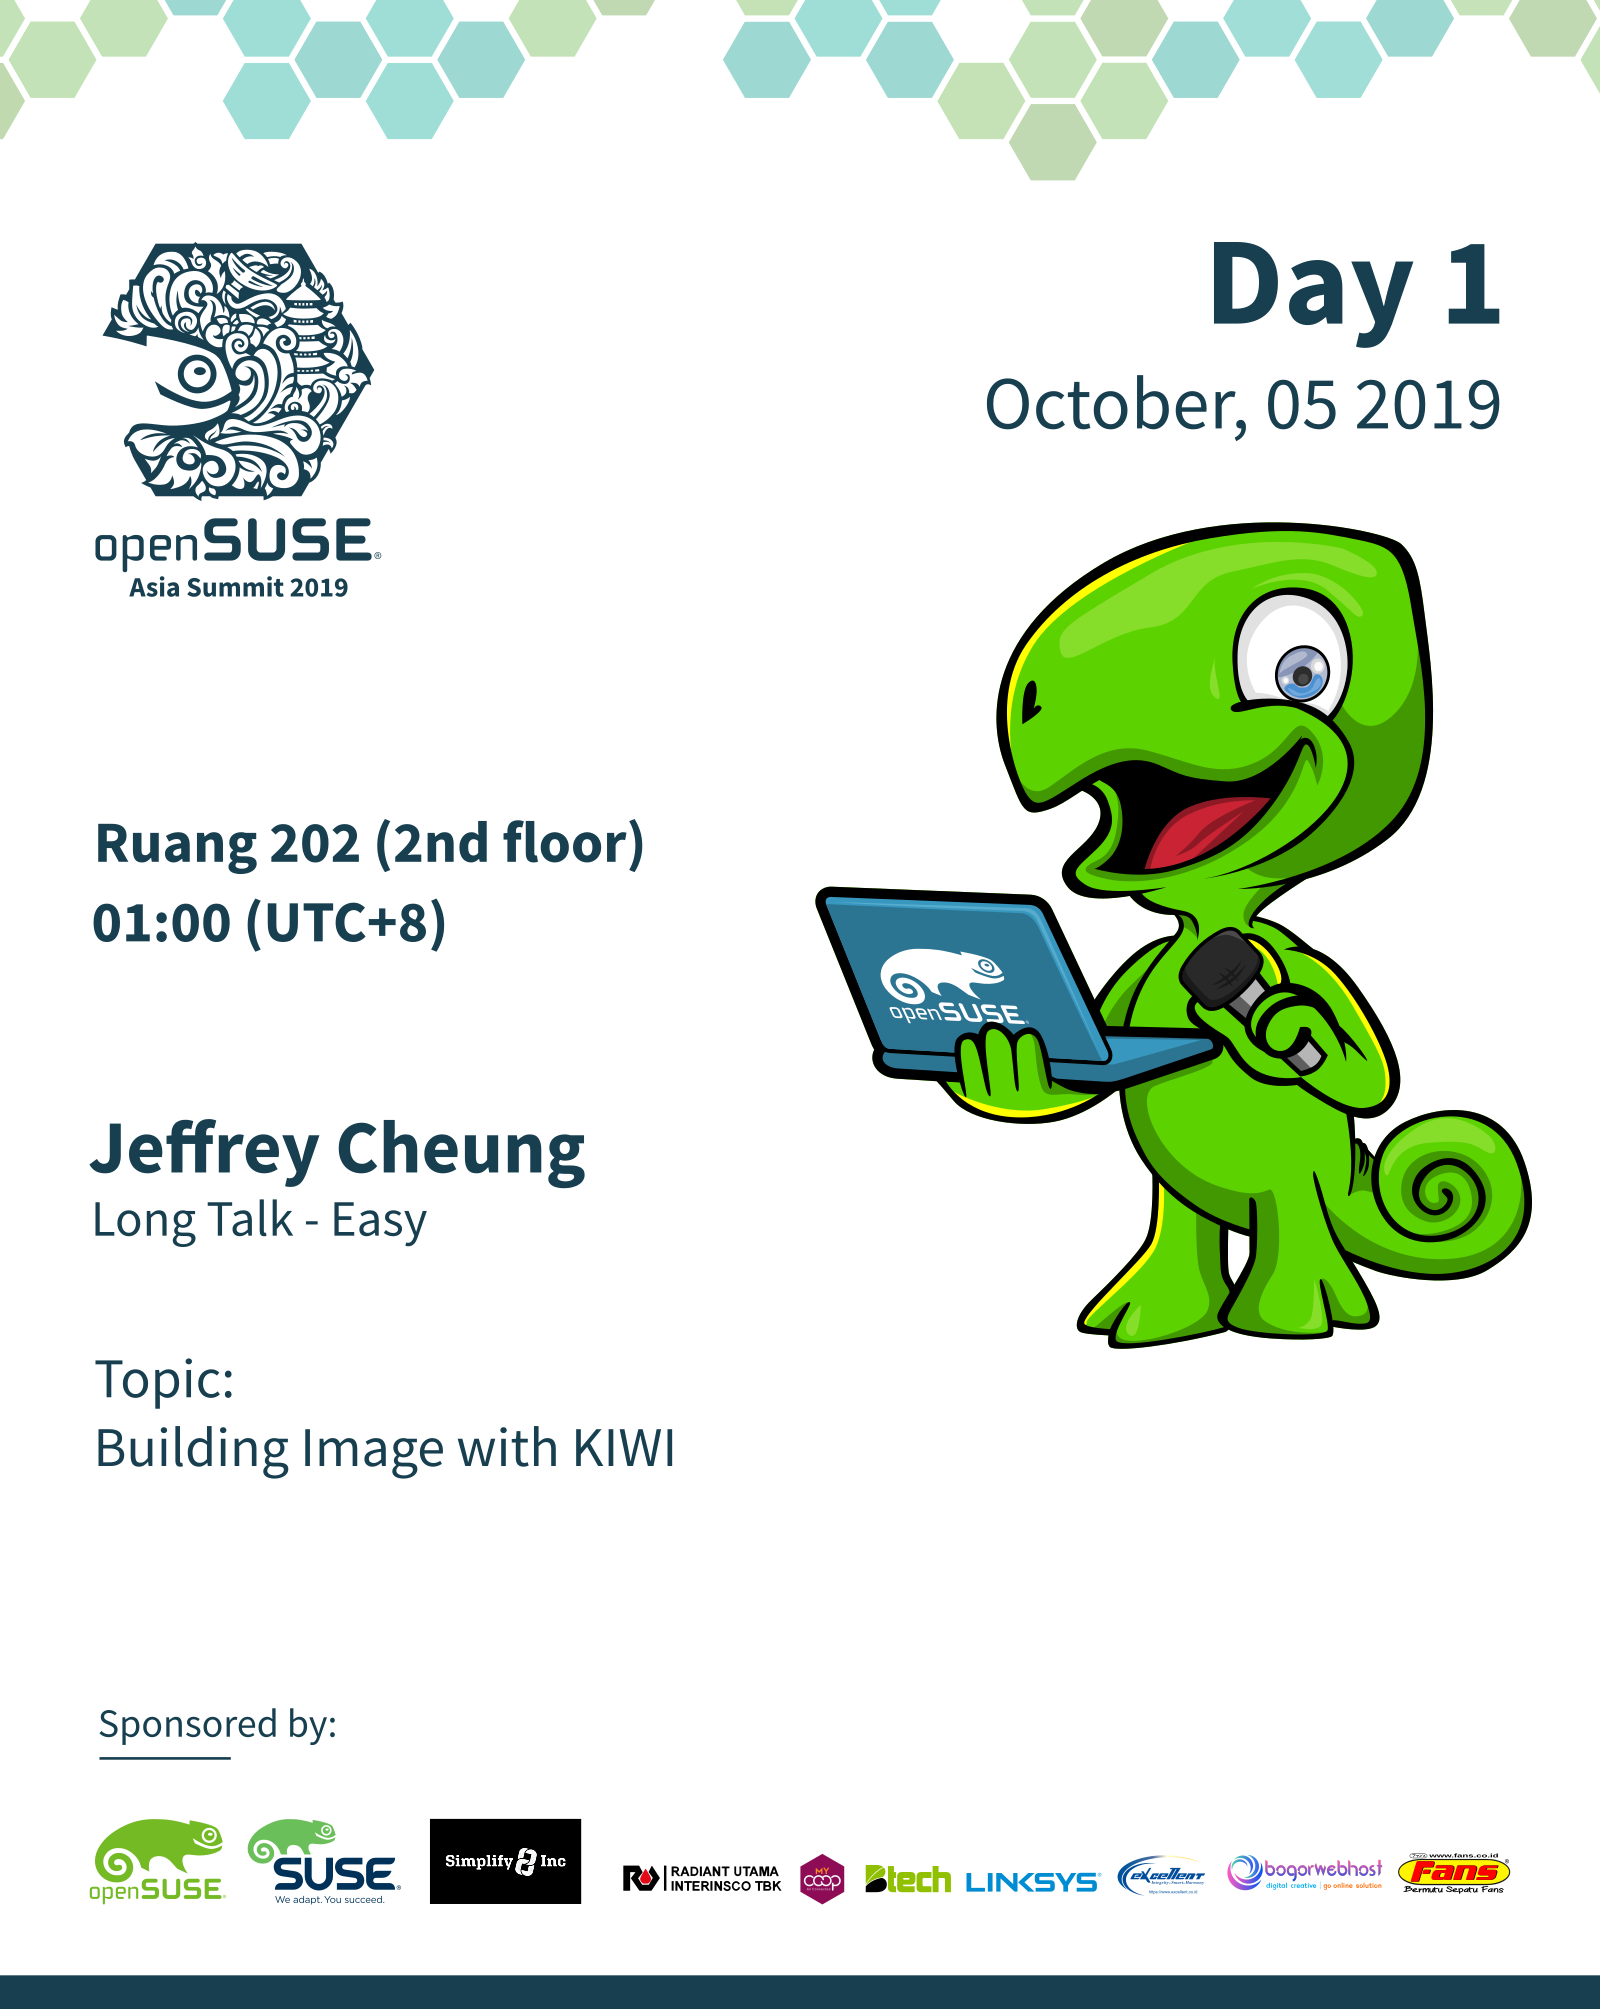 Day 1
October, 05 2019
openSUSE®
Asia Summit 2019
Ruang 202 (2nd floor)
01:00 (UTC+8)
openSUSE
Jeffrey Cheung
Long Talk - Easy
Topic:
Building Image with KIWI
Sponsored by:
openSUSE
SUSE®
We adapt. You succeed.
Simplify Inc
RADIANT UTAMA
INTERINSCO TBK
MY
COOP
Btech
LINKSYS
eXcellent
bogorwebhost
digital creative | go online solution
www.fans.co.id
Fans®
Bermutu Sepatu Fans